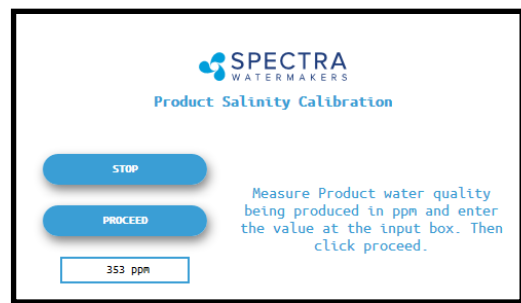 SPECTRA
WATERMAKERS
Product Salinity Calibration
STOP
PROCEED
353 ppm
Measure Product water quality
being produced in ppm and enter
the value at the input box. Then
click proceed.